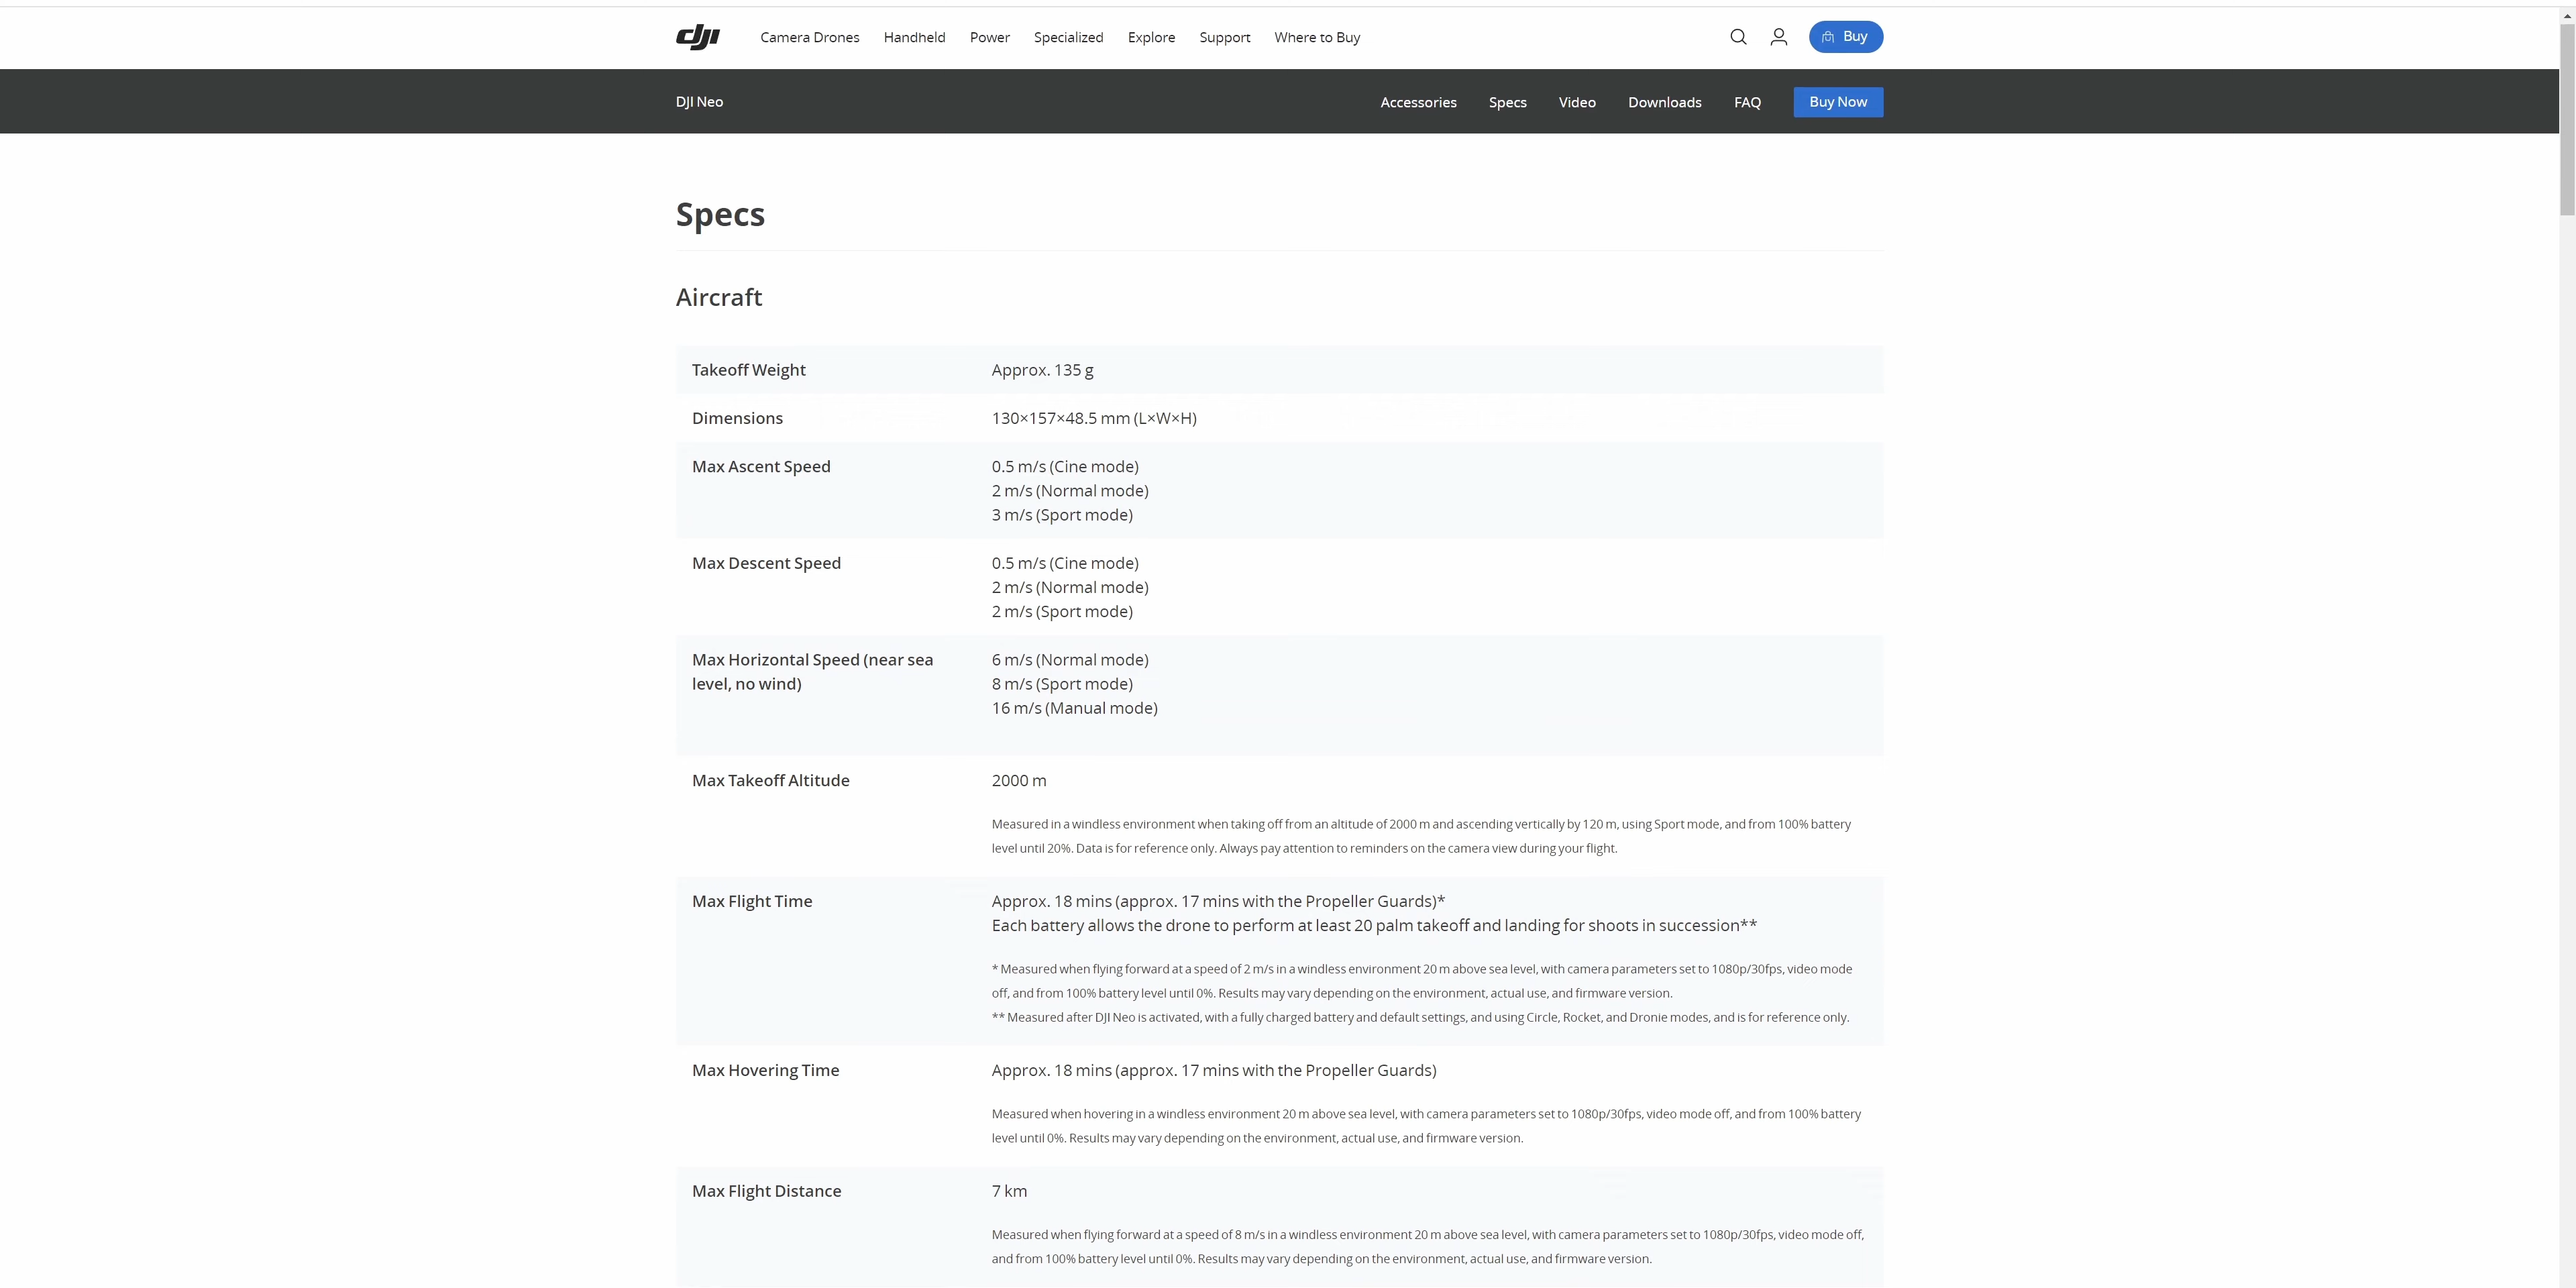 dji
Camera Drones Handheld Power Specialized Explore Support Where to Buy
Buy
DJI Neo
Accessories Specs Video Downloads FAQ Buy Now
Specs
Aircraft
Takeoff Weight Approx. 135 g
Dimensions 130×157×48.5 mm (L×W×H)
Max Ascent Speed 0.5 m/s (Cine mode)
2 m/s (Normal mode)
3 m/s (Sport mode)
Max Descent Speed 0.5 m/s (Cine mode)
2 m/s (Normal mode)
2 m/s (Sport mode)
Max Horizontal Speed (near sea
level, no wind)
6 m/s (Normal mode)
8 m/s (Sport mode)
16 m/s (Manual mode)
Max Takeoff Altitude 2000 m
Measured in a windless environment when taking off from an altitude of 2000 m and ascending vertically by 120 m, using Sport mode, and from 100% battery
level until 20%. Data is for reference only. Always pay attention to reminders on the camera view during your flight.
Max Flight Time Approx. 18 mins (approx. 17 mins with the Propeller Guards)*
Each battery allows the drone to perform at least 20 palm takeoff and landing for shoots in succession**
* Measured when flying forward at a speed of 2 m/s in a windless environment 20 m above sea level, with camera parameters set to 1080p/30fps, video mode
off, and from 100% battery level until 0%. Results may vary depending on the environment, actual use, and firmware version.
** Measured after DJI Neo is activated, with a fully charged battery and default settings, and using Circle, Rocket, and Dronie modes, and is for reference only.
Max Hovering Time Approx. 18 mins (approx. 17 mins with the Propeller Guards)
Measured when hovering in a windless environment 20 m above sea level, with camera parameters set to 1080p/30fps, video mode off, and from 100% battery
level until 0%. Results may vary depending on the environment, actual use, and firmware version.
Max Flight Distance 7 km
Measured when flying forward at a speed of 8 m/s in a windless environment 20 m above sea level, with camera parameters set to 1080p/30fps, video mode off,
and from 100% battery level until 0%. Results may vary depending on the environment, actual use, and firmware version.